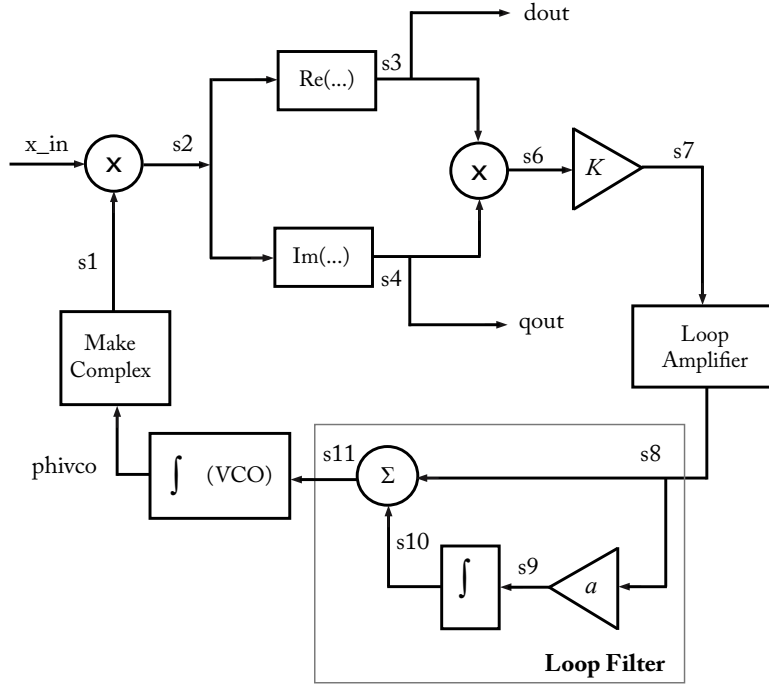 dout
s3
Re(...)
x_in
X
s2
X
s6
K
s7
s1
Im(...)
s4
qout
Make
Complex
Loop
Amplifier
phivco
∫ (VCO)
s11
Σ
s8
s10
∫
s9
a
Loop Filter